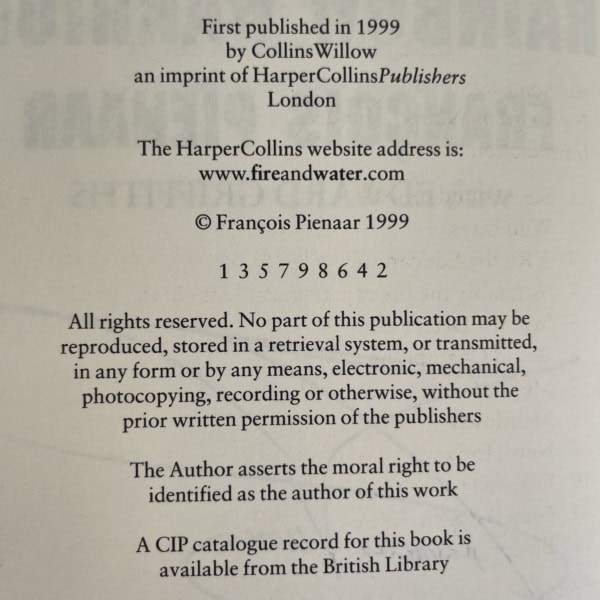 First published in 1999
by CollinsWillow
an imprint of HarperCollinsPublishers
London
The HarperCollins website address is:
www.fireandwater.com
© François Pienaar 1999
1 3 5 7 9 8 6 4 2
All rights reserved. No part of this publication may be
reproduced, stored in a retrieval system, or transmitted,
in any form or by any means, electronic, mechanical,
photocopying, recording or otherwise, without the
prior written permission of the publishers
The Author asserts the moral right to be
identified as the author of this work
A CIP catalogue record for this book is
available from the British Library